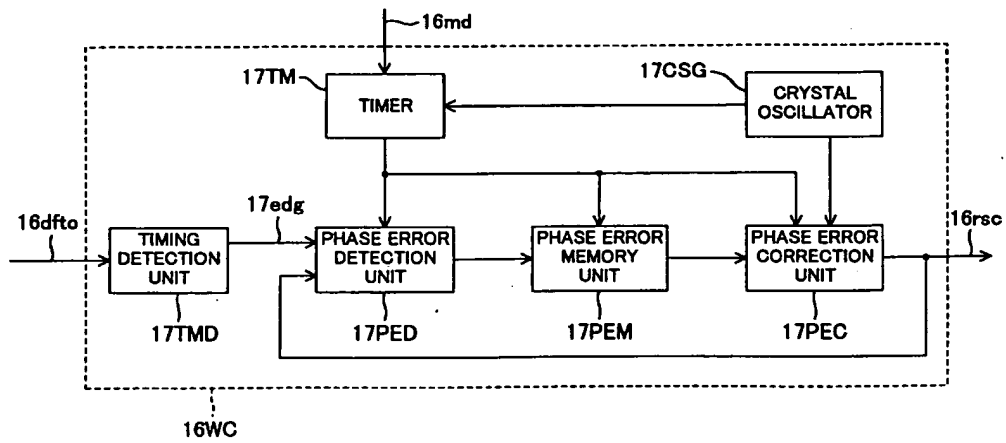 16md
17TM
TIMER
17CSG
CRYSTAL
OSCILLATOR
16dfto
17edg
16rsc
TIMING
DETECTION
UNIT
PHASE ERROR
DETECTION
UNIT
PHASE ERROR
MEMORY
UNIT
PHASE ERROR
CORRECTION
UNIT
17TMD
17PED
17PEM
17PEC
16WC